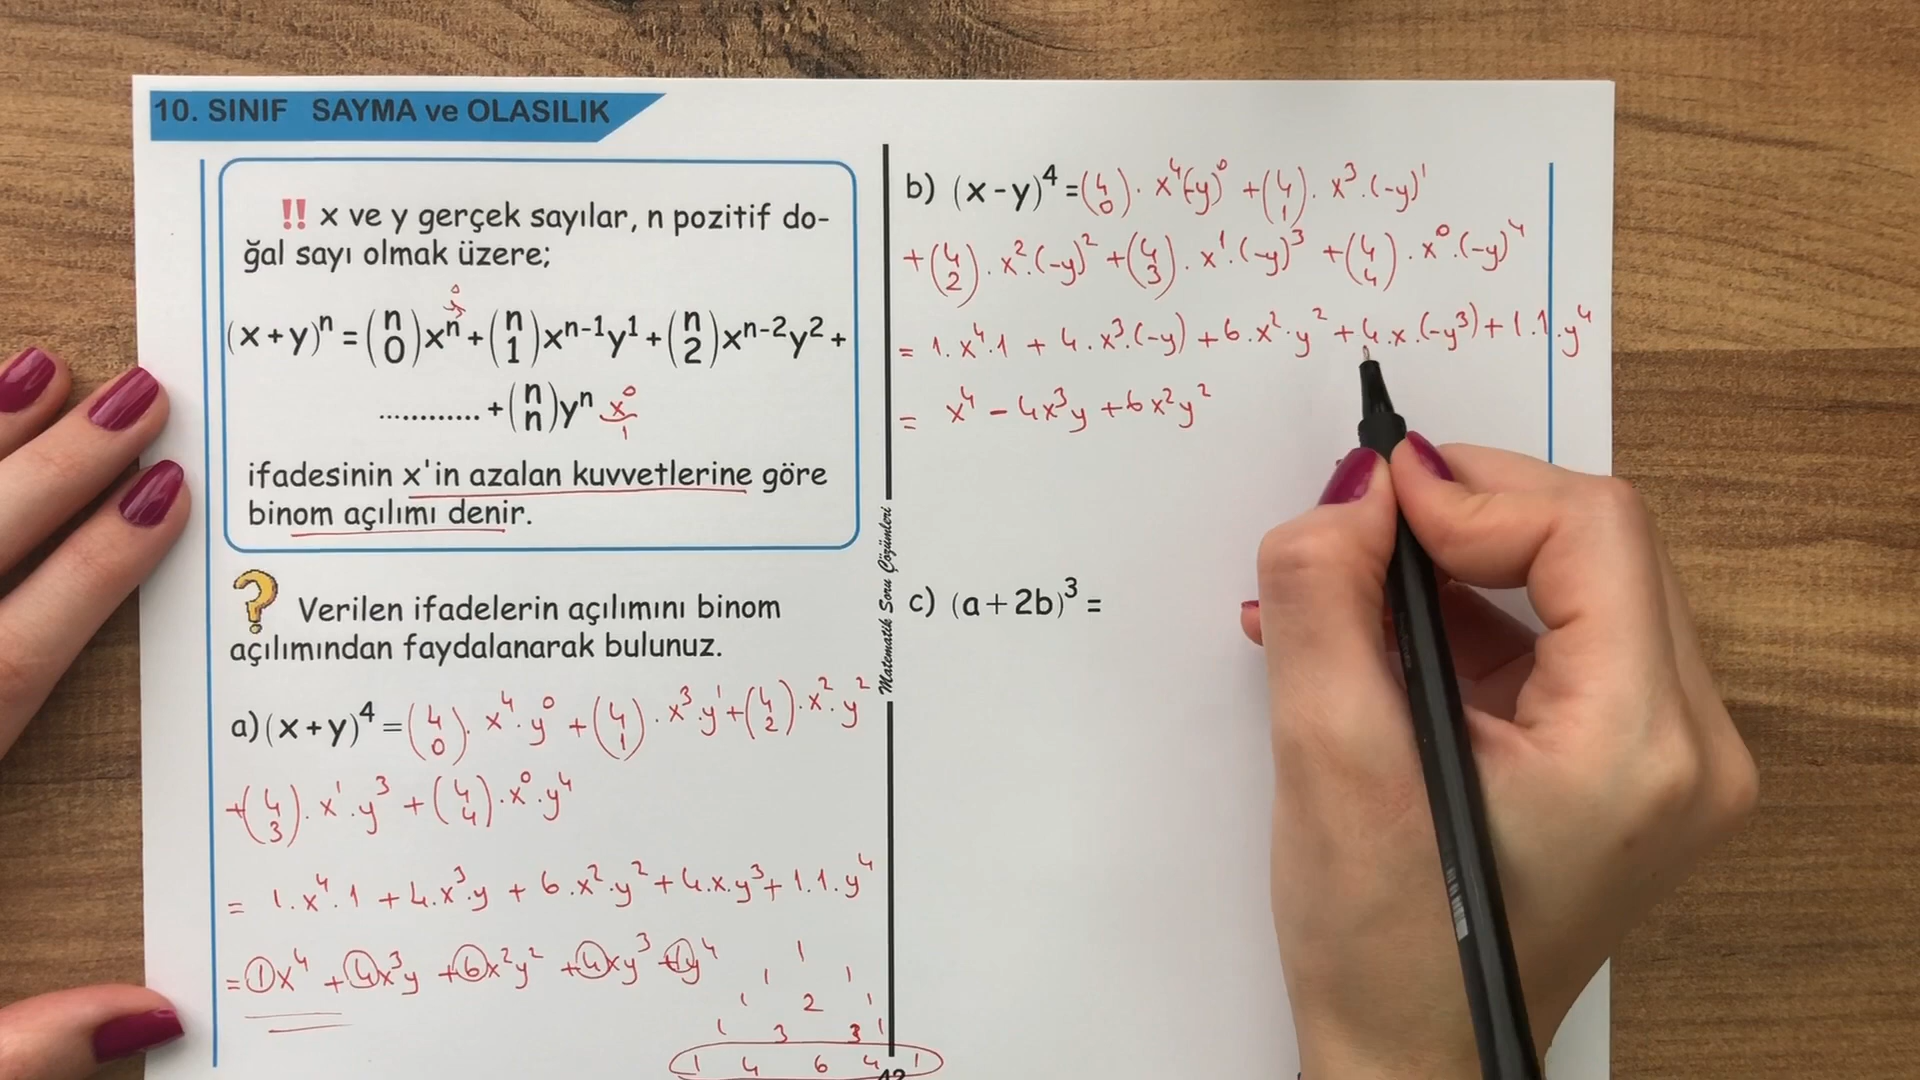 10. SINIF SAYMA ve OLASILIK
!! x ve y gerçek sayılar, n pozitif do-
ğal sayı olmak üzere;
0
(x+y)ⁿ = (n 0)xⁿ + (n 1)xⁿ⁻¹y¹ + (n 2)xⁿ⁻²y² +
............ + (n n)yⁿ x⁰
1
ifadesinin x'in azalan kuvvetlerine göre
binom açılımı denir.
? Verilen ifadelerin açılımını binom
açılımından faydalanarak bulunuz.
a) (x+y)⁴ = (4 0). x⁴. y⁰ + (4 1). x³.y¹ + (4 2). x².y²
+(4 3). x¹.y³ + (4 4). x⁰.y⁴
= 1.x⁴.1 + 4.x³.y + 6.x².y² + 4.x.y³ + 1.1.y⁴
= 1x⁴ + 4x³y + 6x²y² + 4xy³ + 1y⁴
1
1 1
1 2 1
1 3 3 1
1 4 6 4 1
42
Matematik Soru Çözümleri
b) (x-y)⁴ = (4 0). x⁴(-y)⁰ + (4 1). x³.(-y)¹
+(4 2). x².(-y)² + (4 3). x¹.(-y)³ + (4 4). x⁰.(-y)⁴
= 1.x⁴.1 + 4.x³.(-y) + 6.x².y² + 4.x.(-y³) + 1.1.y⁴
= x⁴ - 4x³y + 6x²y²
c) (a+2b)³ =